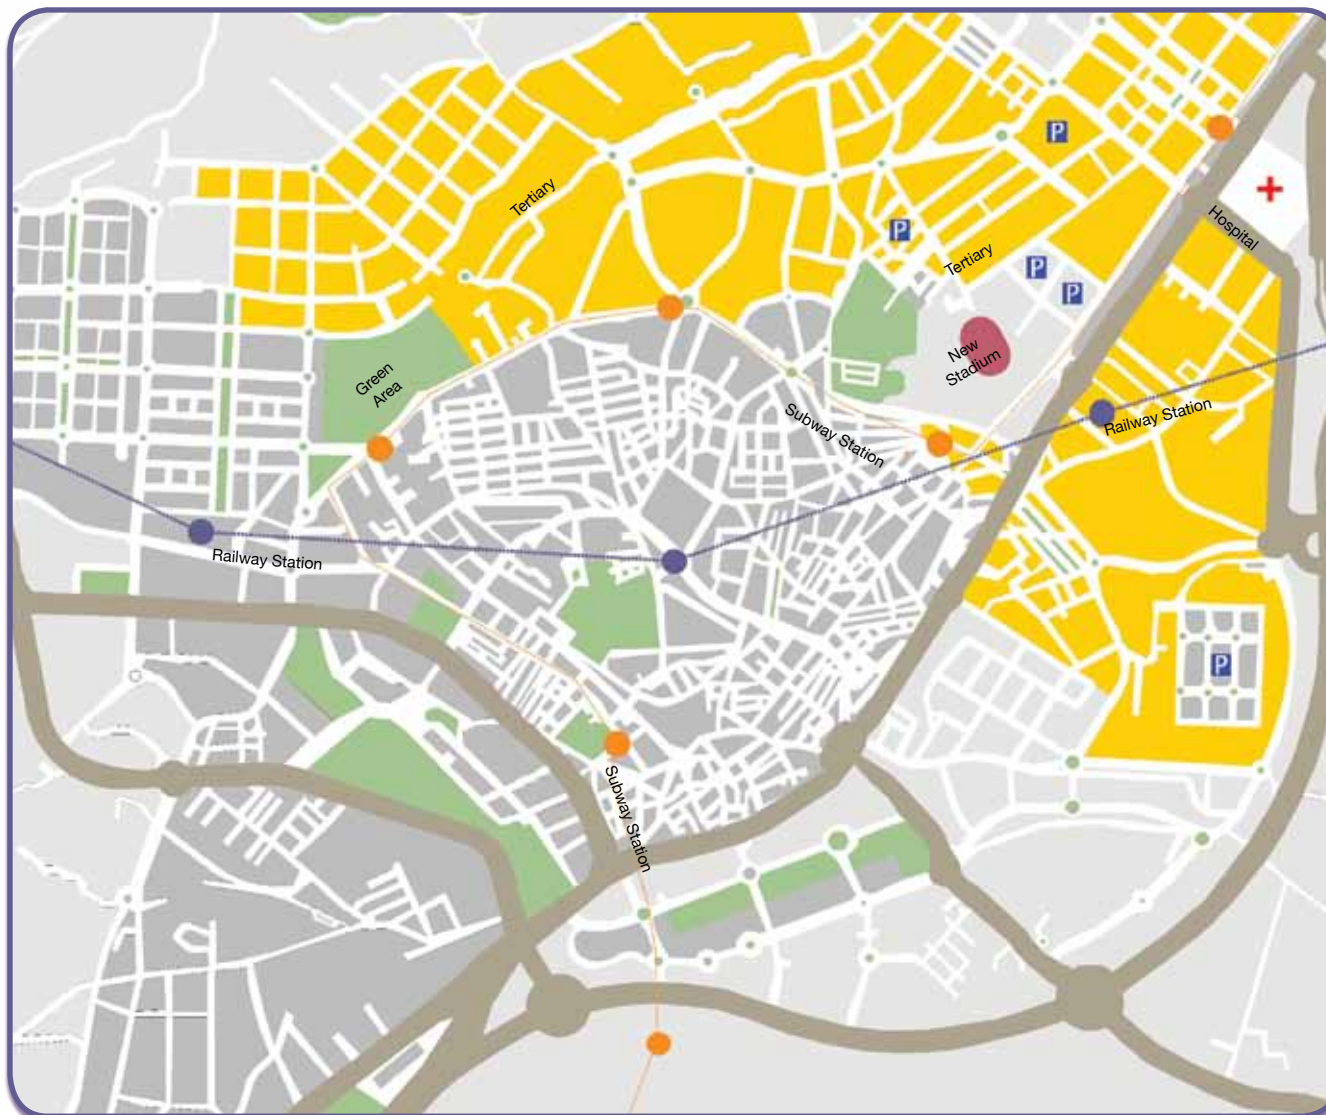 P
Tertiary
Hospital
P
Tertiary
P
P
New
Stadium
Green
Area
Subway Station
Railway Station
Railway Station
P
Subway Station